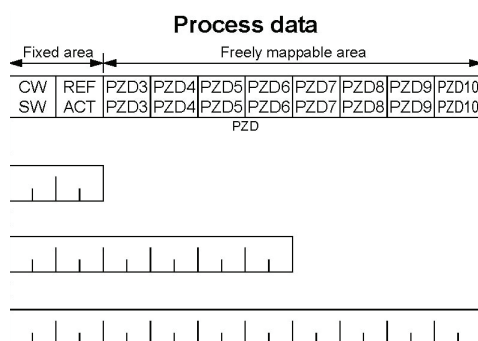 Process data
Fixed area Freely mappable area
CW REF PZD3 PZD4 PZD5 PZD6 PZD7 PZD8 PZD9 PZD10
SW ACT PZD3 PZD4 PZD5 PZD6 PZD7 PZD8 PZD9 PZD10
PZD